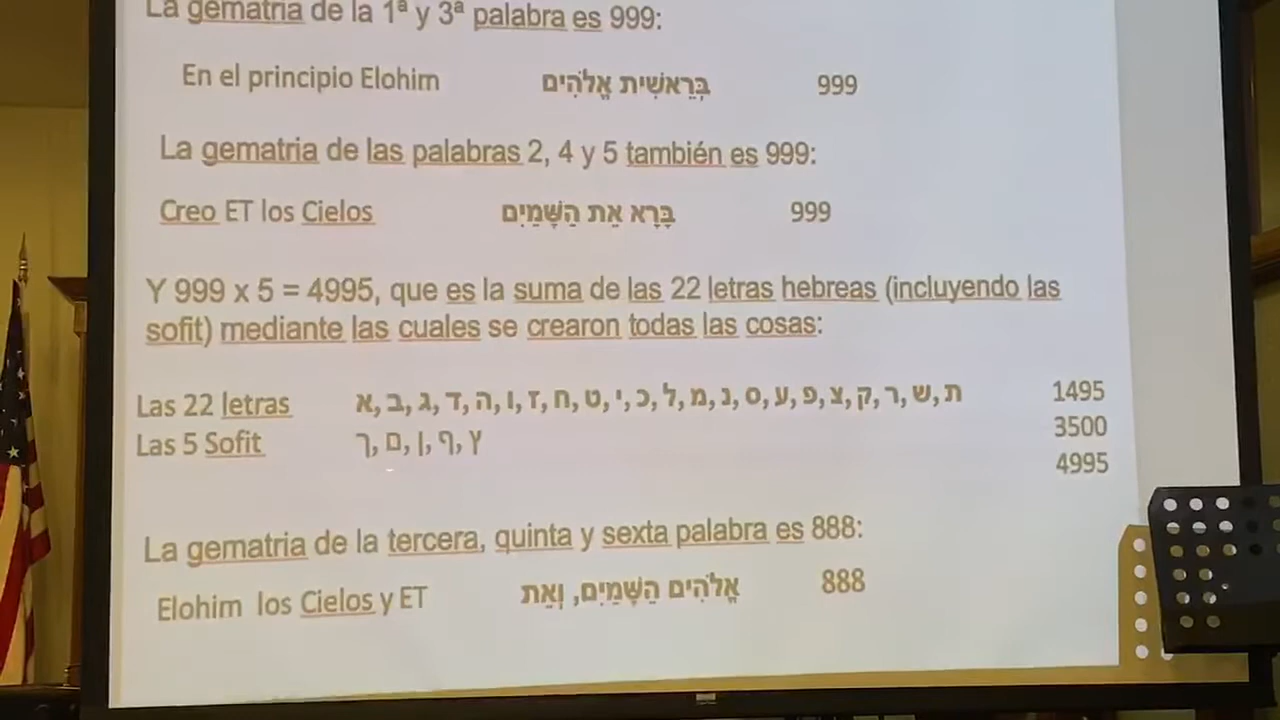 La gematria de la 1ª y 3ª palabra es 999:
En el principio Elohim בְּרֵאשִׁית אֱלֹהִים 999
La gematria de las palabras 2, 4 y 5 también es 999:
Creo ET los Cielos בָּרָא אֵת הַשָּׁמַיִם 999
Y 999 x 5 = 4995, que es la suma de las 22 letras hebreas (incluyendo las
sofit) mediante las cuales se crearon todas las cosas:
Las 22 letras א, ב, ג, ד, ה, ו, ז, ח, ט, י, כ, ל, מ, נ, ס, ע, פ, צ, ק, ר, ש, ת 1495
Las 5 Sofit ך, ם, ן, ף, ץ 3500
4995
La gematria de la tercera, quinta y sexta palabra es 888:
Elohim los Cielos y ET אֱלֹהִים הַשָּׁמַיִם, וְאֵת 888